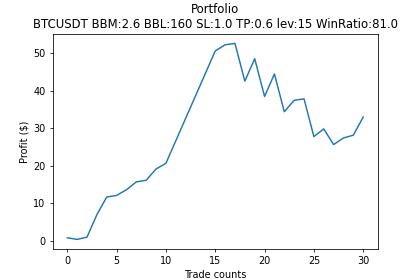 Portfolio
BTCUSDT BBM:2.6 BBL:160 SL:1.0 TP:0.6 lev:15 WinRatio:81.0
50
40
30
20
10
0
Profit ($)
0 5 10 15 20 25 30
Trade counts